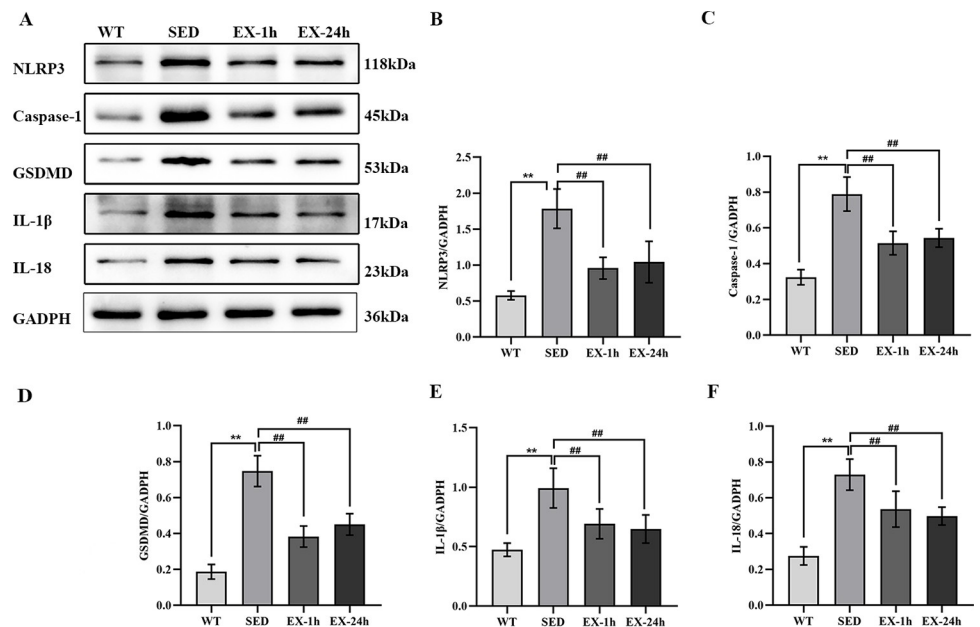 A
WT SED EX-1h EX-24h
NLRP3 118kDa
Caspase-1 45kDa
GSDMD 53kDa
IL-1β 17kDa
IL-18 23kDa
GADPH 36kDa
B
NLRP3/GADPH
2.5
2.0
1.5
1.0
0.5
0.0
**
##
##
WT SED EX-1h EX-24h
C
Caspase-1 /GADPH
1.0
0.8
0.6
0.4
0.2
0.0
**
##
##
WT SED EX-1h EX-24h
D
GSDMD/GADPH
1.0
0.8
0.6
0.4
0.2
0.0
**
##
##
WT SED EX-1h EX-24h
E
IL-1β/GADPH
1.5
1.0
0.5
0.0
**
##
##
WT SED EX-1h EX-24h
F
IL-18/GADPH
1.0
0.8
0.6
0.4
0.2
0.0
**
##
##
WT SED EX-1h EX-24h